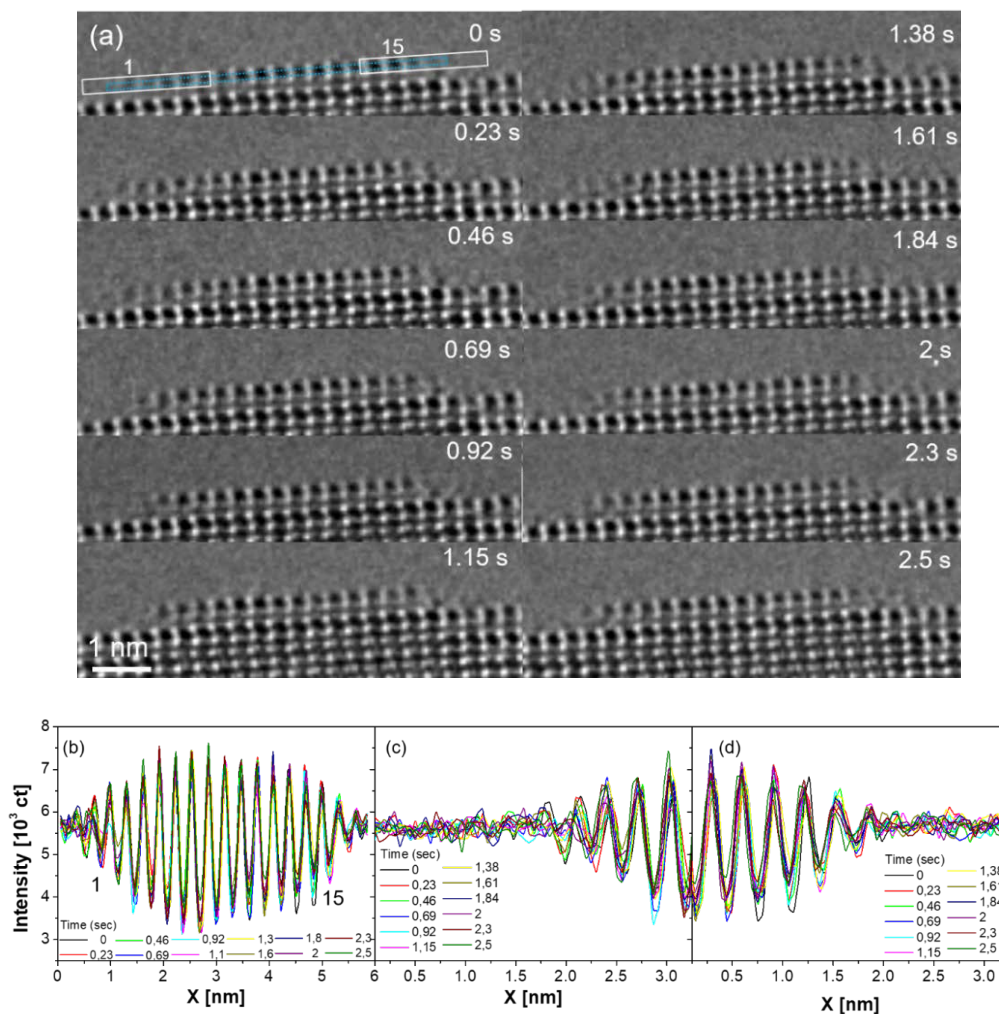 (a)
0 s
1.38 s
1
15
0.23 s
1.61 s
0.46 s
1.84 s
0.69 s
2 s
0.92 s
2.3 s
1.15 s
2.5 s
1 nm
(b)
(c)
(d)
8
7
6
5
4
3
Intensity [10³ ct]
1
15
Time (sec)
0 0,46 0,92 1,3 1,8 2,3
0,23 0,69 1,1 1,6 2 2,5
Time (sec)
0 1,38
0,23 1,61
0,46 1,84
0,69 2
0,92 2,3
1,15 2,5
Time (sec)
0 1,38
0,23 1,61
0,46 1,84
0,69 2
0,92 2,3
1,15 2,5
0 1 2 3 4 5 6
0.5 1.0 1.5 2.0 2.5 3.0
0.5 1.0 1.5 2.0 2.5 3.0
X [nm]
X [nm]
X [nm]